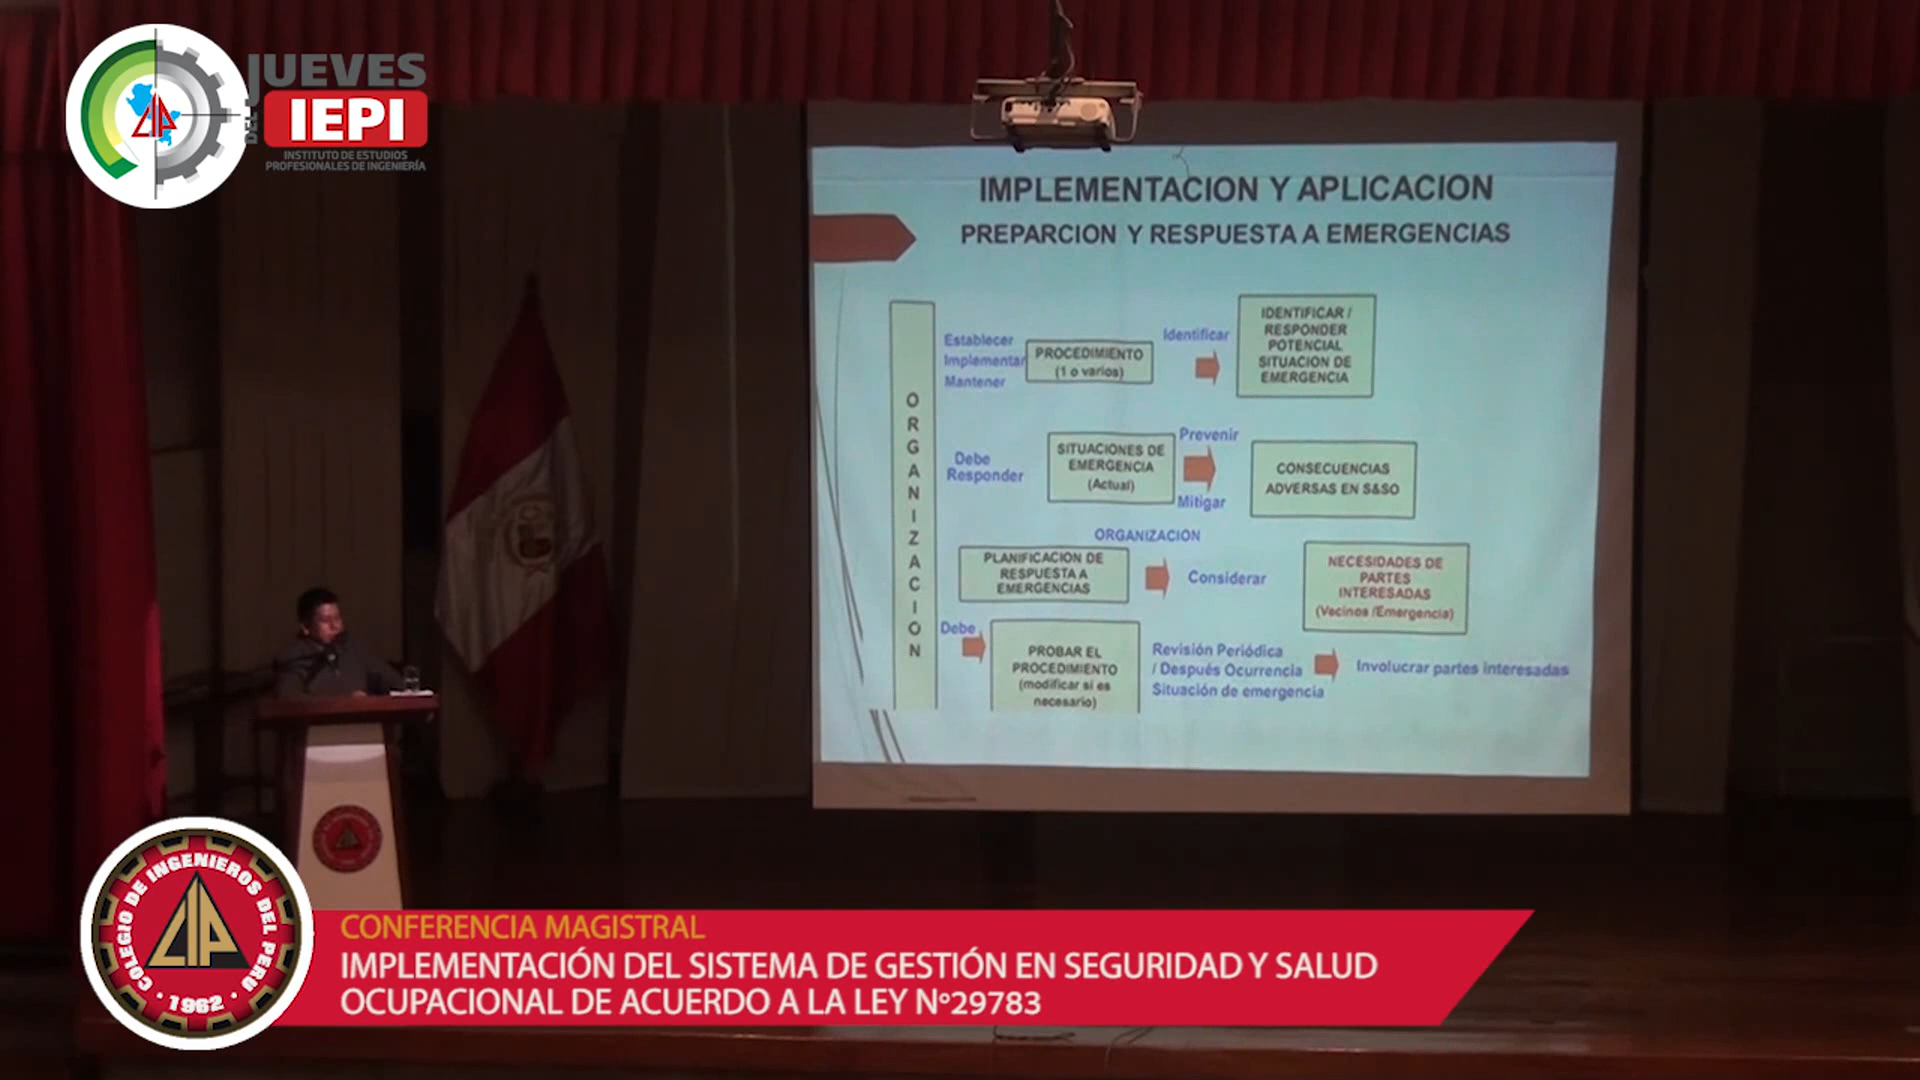 JUEVES
DEL
IEPI
INSTITUTO DE ESTUDIOS
PROFESIONALES DE INGENIERÍA
IMPLEMENTACION Y APLICACION
PREPARCION Y RESPUESTA A EMERGENCIAS
ORGANIZACION
Establecer
Implementar
Mantener
PROCEDIMIENTO
(1 o varios)
Identificar
IDENTIFICAR /
RESPONDER
POTENCIAL
SITUACION DE
EMERGENCIA
Debe
Responder
SITUACIONES DE
EMERGENCIA
(Actual)
Prevenir
Mitigar
CONSECUENCIAS
ADVERSAS EN S&SO
ORGANIZACION
PLANIFICACION DE
RESPUESTA A
EMERGENCIAS
Considerar
NECESIDADES DE
PARTES
INTERESADAS
(Vecinos /Emergencia)
Debe
PROBAR EL
PROCEDIMIENTO
(modificar si es
necesario)
Revisión Periódica
/ Después Ocurrencia
Situación de emergencia
Involucrar partes interesadas
COLEGIO DE INGENIEROS DEL PERU
CIP
· 1962 ·
CONFERENCIA MAGISTRAL
IMPLEMENTACIÓN DEL SISTEMA DE GESTIÓN EN SEGURIDAD Y SALUD
OCUPACIONAL DE ACUERDO A LA LEY N°29783